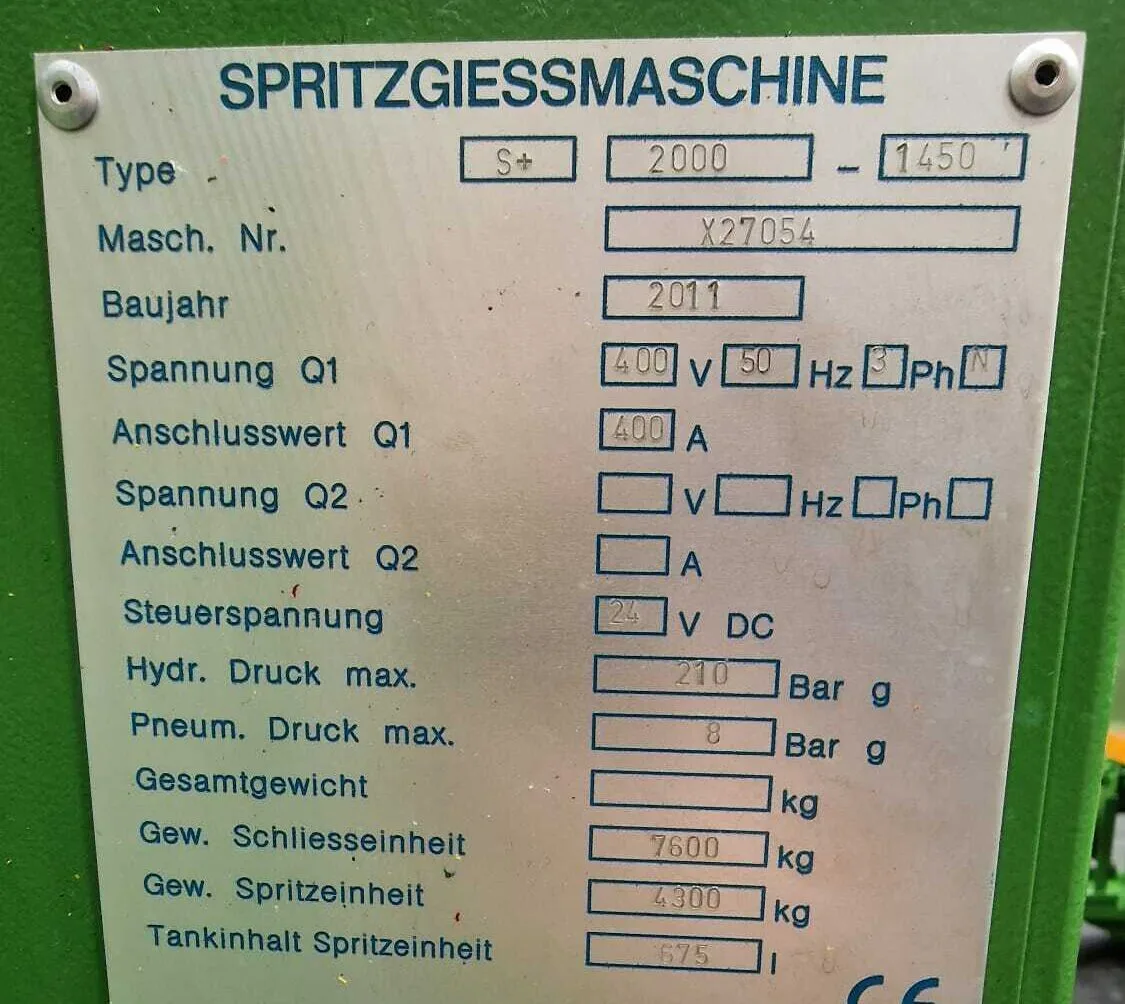 SPRITZGIESSMASCHINE
Type S+ 2000 - 1450
Masch. Nr. X27054
Baujahr 2011
Spannung Q1 400 V 50 Hz 3 Ph N
Anschlusswert Q1 400 A
Spannung Q2 V Hz Ph
Anschlusswert Q2 A
Steuerspannung 24 V DC
Hydr. Druck max. 210 Bar g
Pneum. Druck max. 8 Bar g
Gesamtgewicht kg
Gew. Schliesseinheit 7600 kg
Gew. Spritzeinheit 4300 kg
Tankinhalt Spritzeinheit 675 l
CE